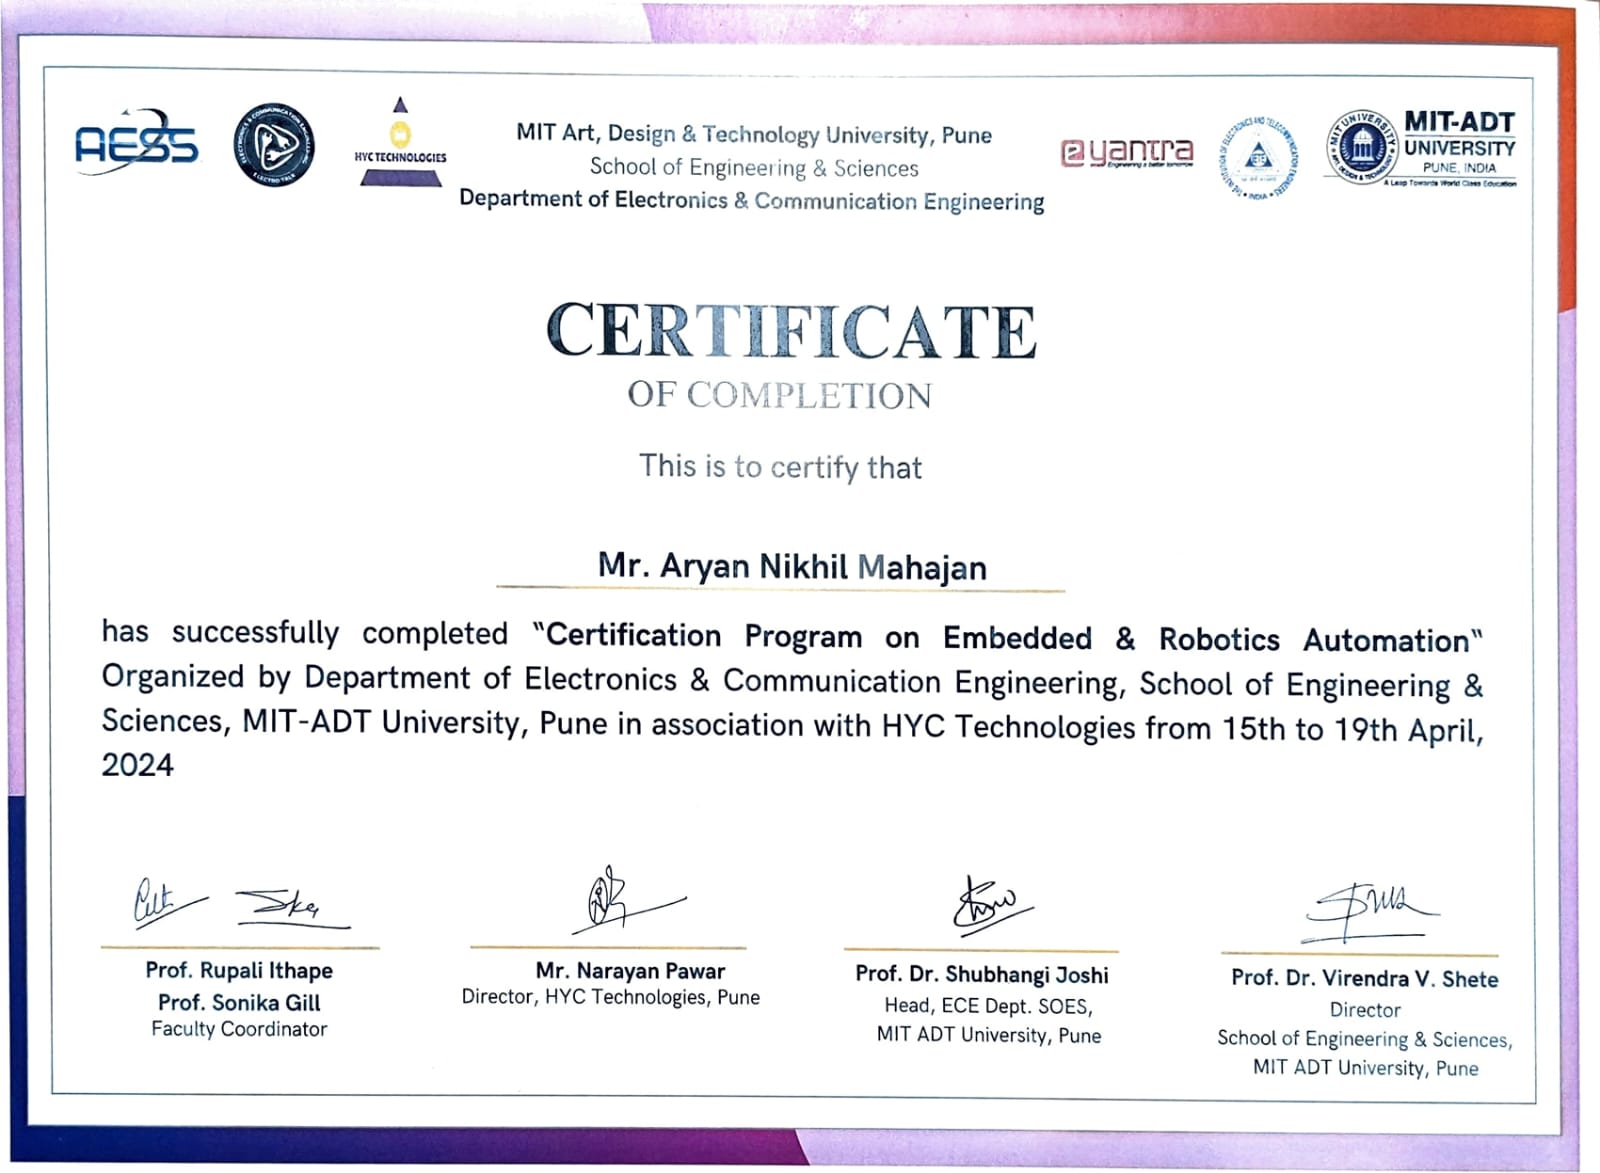 AESS
HYC TECHNOLOGIES
MIT Art, Design & Technology University, Pune
School of Engineering & Sciences
Department of Electronics & Communication Engineering
e yantra
Engineering a better tomorrow
MIT-ADT
UNIVERSITY
PUNE, INDIA
A Leap Towards World Class Education
CERTIFICATE
OF COMPLETION
This is to certify that
Mr. Aryan Nikhil Mahajan
has successfully completed "Certification Program on Embedded & Robotics Automation"
Organized by Department of Electronics & Communication Engineering, School of Engineering &
Sciences, MIT-ADT University, Pune in association with HYC Technologies from 15th to 19th April,
2024
Prof. Rupali Ithape
Prof. Sonika Gill
Faculty Coordinator
Mr. Narayan Pawar
Director, HYC Technologies, Pune
Prof. Dr. Shubhangi Joshi
Head, ECE Dept. SOES,
MIT ADT University, Pune
Prof. Dr. Virendra V. Shete
Director
School of Engineering & Sciences,
MIT ADT University, Pune